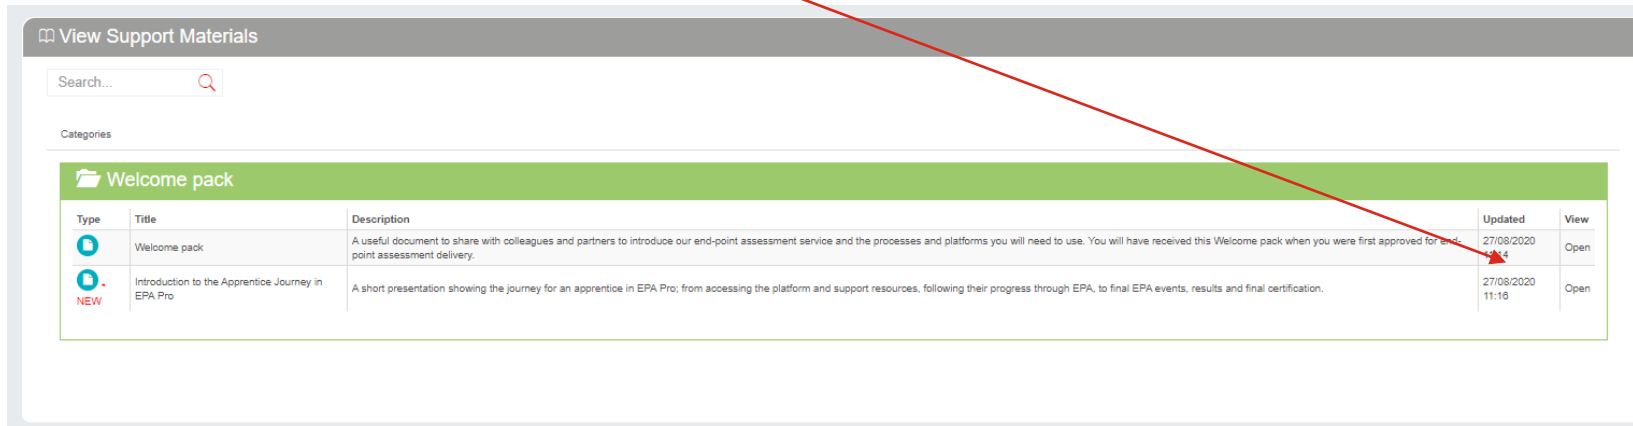 View Support Materials
Search...
Categories
Welcome pack
Type Title Description Updated View
Welcome pack A useful document to share with colleagues and partners to introduce our end-point assessment service and the processes and platforms you will need to use. You will have received this Welcome pack when you were first approved for end- 27/08/2020 Open
point assessment delivery. 11:14
NEW Introduction to the Apprentice Journey in A short presentation showing the journey for an apprentice in EPA Pro; from accessing the platform and support resources, following their progress through EPA, to final EPA events, results and final certification. 27/08/2020 Open
EPA Pro 11:16